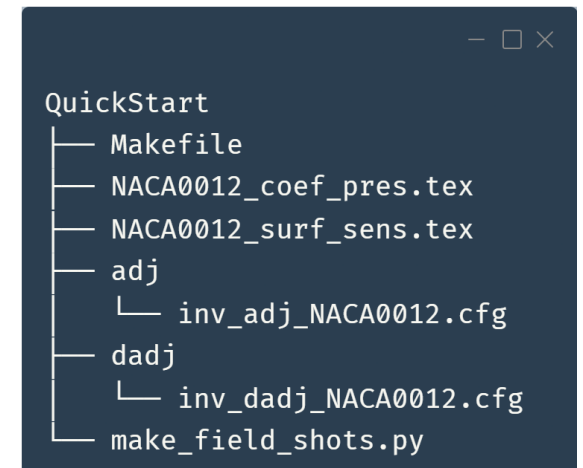 QuickStart
├── Makefile
├── NACA0012_coef_pres.tex
├── NACA0012_surf_sens.tex
├── adj
│   └── inv_adj_NACA0012.cfg
├── dadj
│   └── inv_dadj_NACA0012.cfg
└── make_field_shots.py